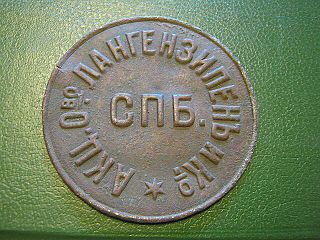 АКЦ. О-ВО. ЛАНГЕНЗИПЕНЪ и Ко
СПБ.